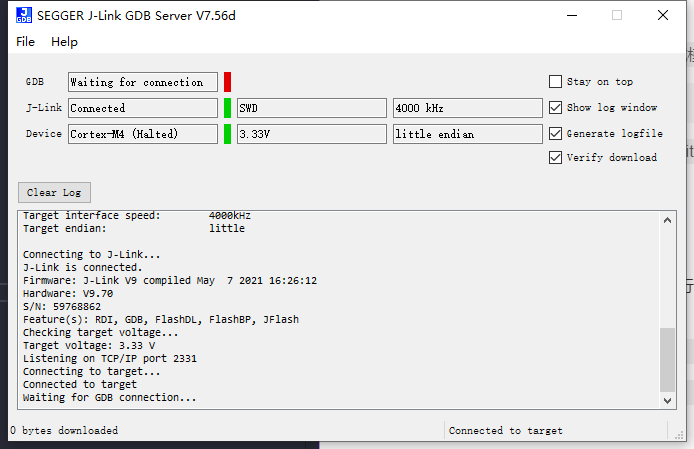 SEGGER J-Link GDB Server V7.56d
File Help
GDB Waiting for connection Stay on top
J-Link Connected SWD 4000 kHz Show log window
Device Cortex-M4 (Halted) 3.33V little endian Generate logfile
Verify download
Clear Log
Target interface speed: 4000kHz
Target endian: little
Connecting to J-Link...
J-Link is connected.
Firmware: J-Link V9 compiled May 7 2021 16:26:12
Hardware: V9.70
S/N: 59768862
Feature(s): RDI, GDB, FlashDL, FlashBP, JFlash
Checking target voltage...
Target voltage: 3.33 V
Listening on TCP/IP port 2331
Connecting to target...
Connected to target
Waiting for GDB connection...
0 bytes downloaded Connected to target